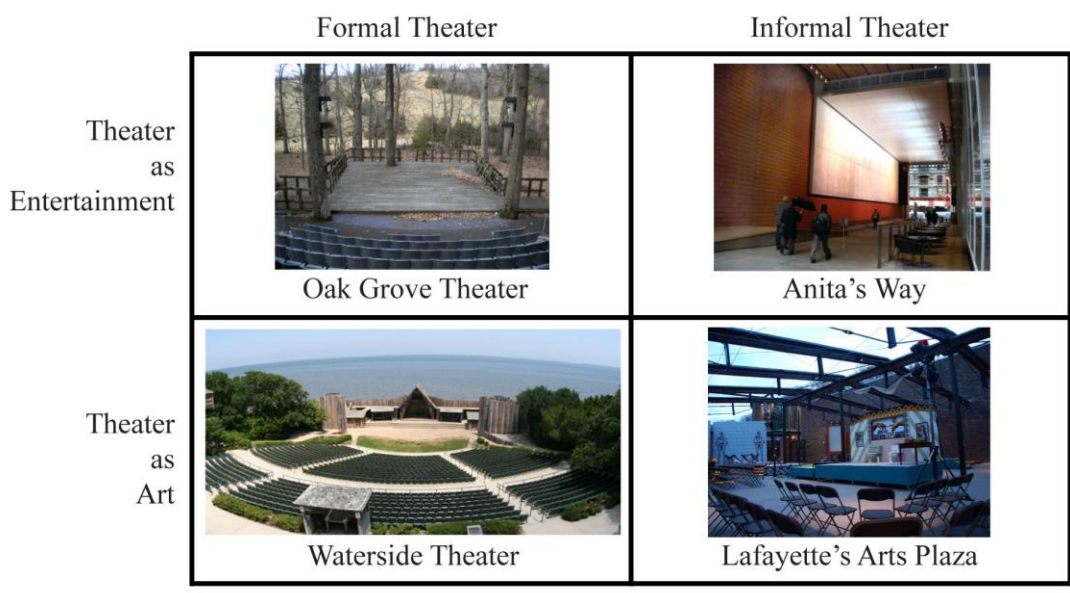 Formal Theater
Informal Theater
Theater
as
Entertainment
Oak Grove Theater
Anita's Way
Theater
as
Art
Waterside Theater
Lafayette's Arts Plaza